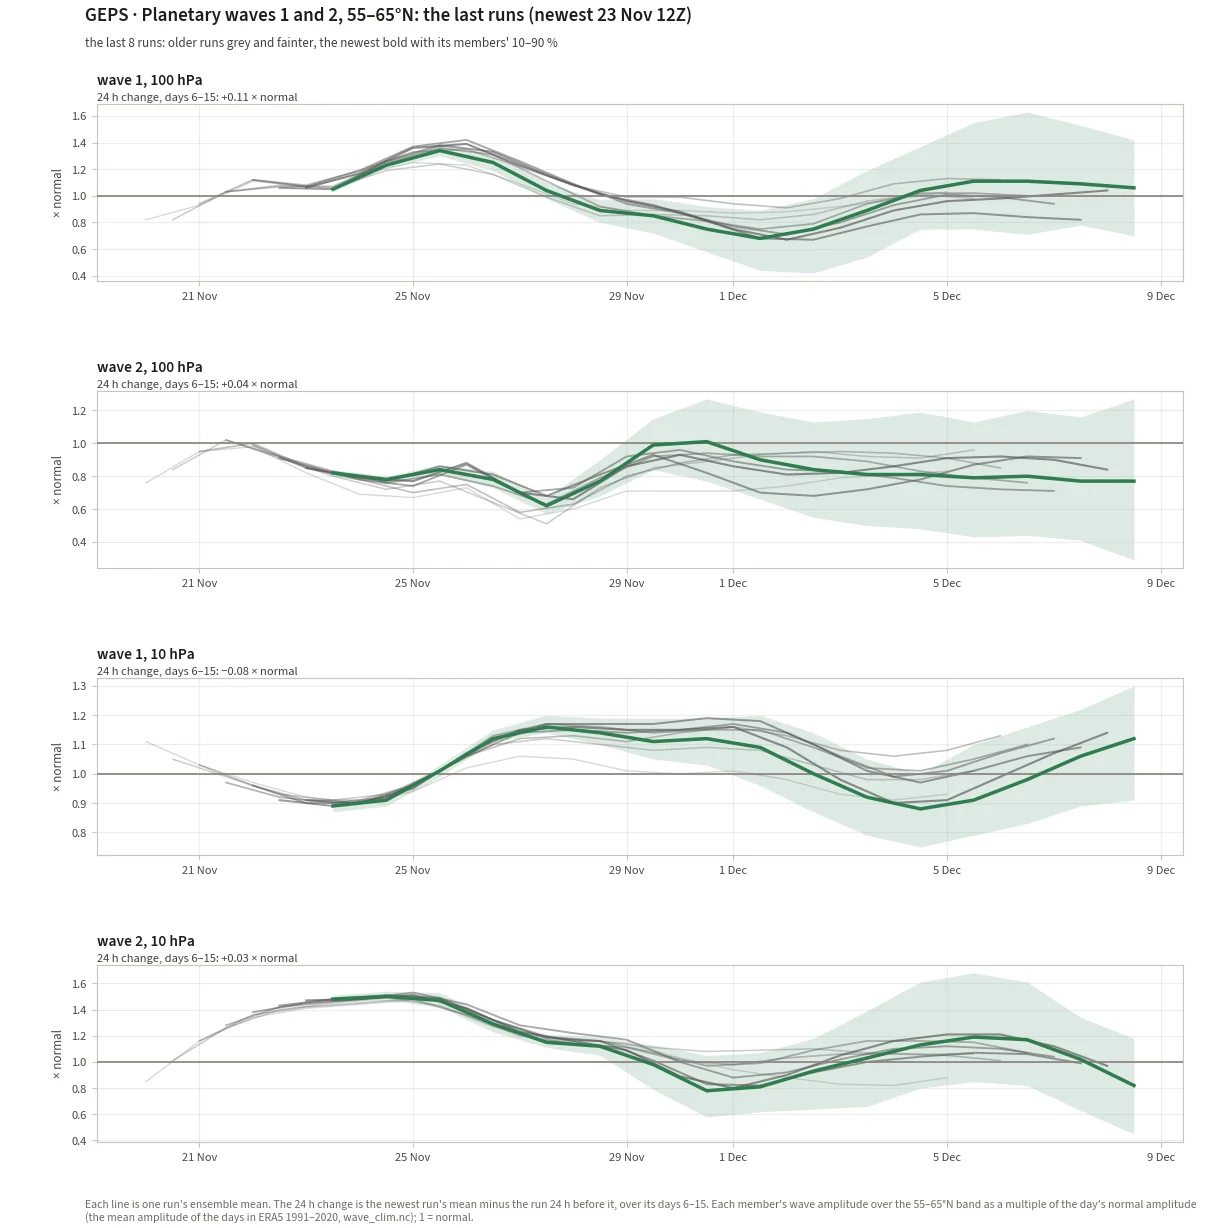 GEPS · Planetary waves 1 and 2, 55–65°N: the last runs (newest 23 Nov 12Z)
the last 8 runs: older runs grey and fainter, the newest bold with its members' 10–90 %
wave 1, 100 hPa
24 h change, days 6–15: +0.11 × normal
1.6
1.4
1.2
1.0
0.8
0.6
0.4
× normal
21 Nov 25 Nov 29 Nov 1 Dec 5 Dec 9 Dec
wave 2, 100 hPa
24 h change, days 6–15: +0.04 × normal
1.2
1.0
0.8
0.6
0.4
× normal
21 Nov 25 Nov 29 Nov 1 Dec 5 Dec 9 Dec
wave 1, 10 hPa
24 h change, days 6–15: −0.08 × normal
1.3
1.2
1.1
1.0
0.9
0.8
× normal
21 Nov 25 Nov 29 Nov 1 Dec 5 Dec 9 Dec
wave 2, 10 hPa
24 h change, days 6–15: +0.03 × normal
1.6
1.4
1.2
1.0
0.8
0.6
0.4
× normal
21 Nov 25 Nov 29 Nov 1 Dec 5 Dec 9 Dec
Each line is one run's ensemble mean. The 24 h change is the newest run's mean minus the run 24 h before it, over its days 6–15. Each member's wave amplitude over the 55–65°N band as a multiple of the day's normal amplitude
(the mean amplitude of the days in ERA5 1991–2020, wave_clim.nc); 1 = normal.